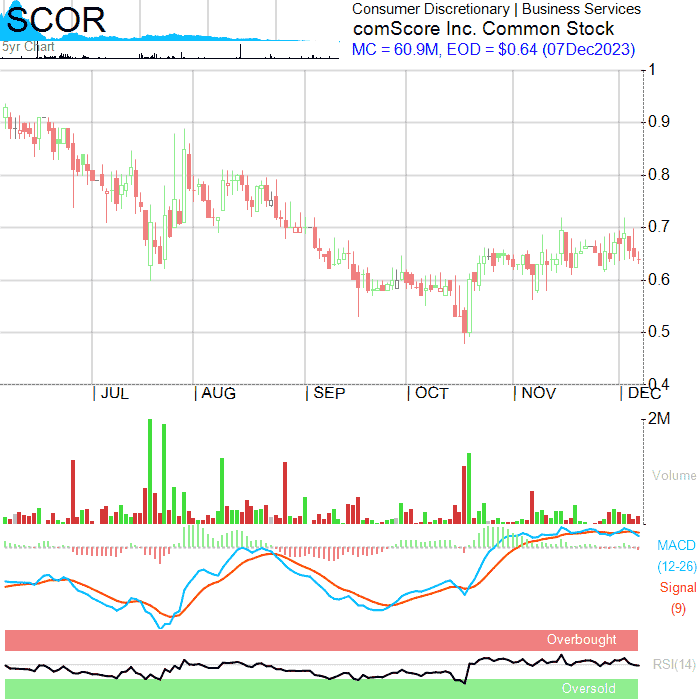 SCOR
5yr Chart
Consumer Discretionary | Business Services
comScore Inc. Common Stock
MC = 60.9M, EOD = $0.64 (07Dec2023)
1
0.9
0.8
0.7
0.6
0.5
0.4
JUL AUG SEP OCT NOV DEC
2M
Volume
MACD
(12-26)
Signal
(9)
Overbought
RSI(14)
Oversold